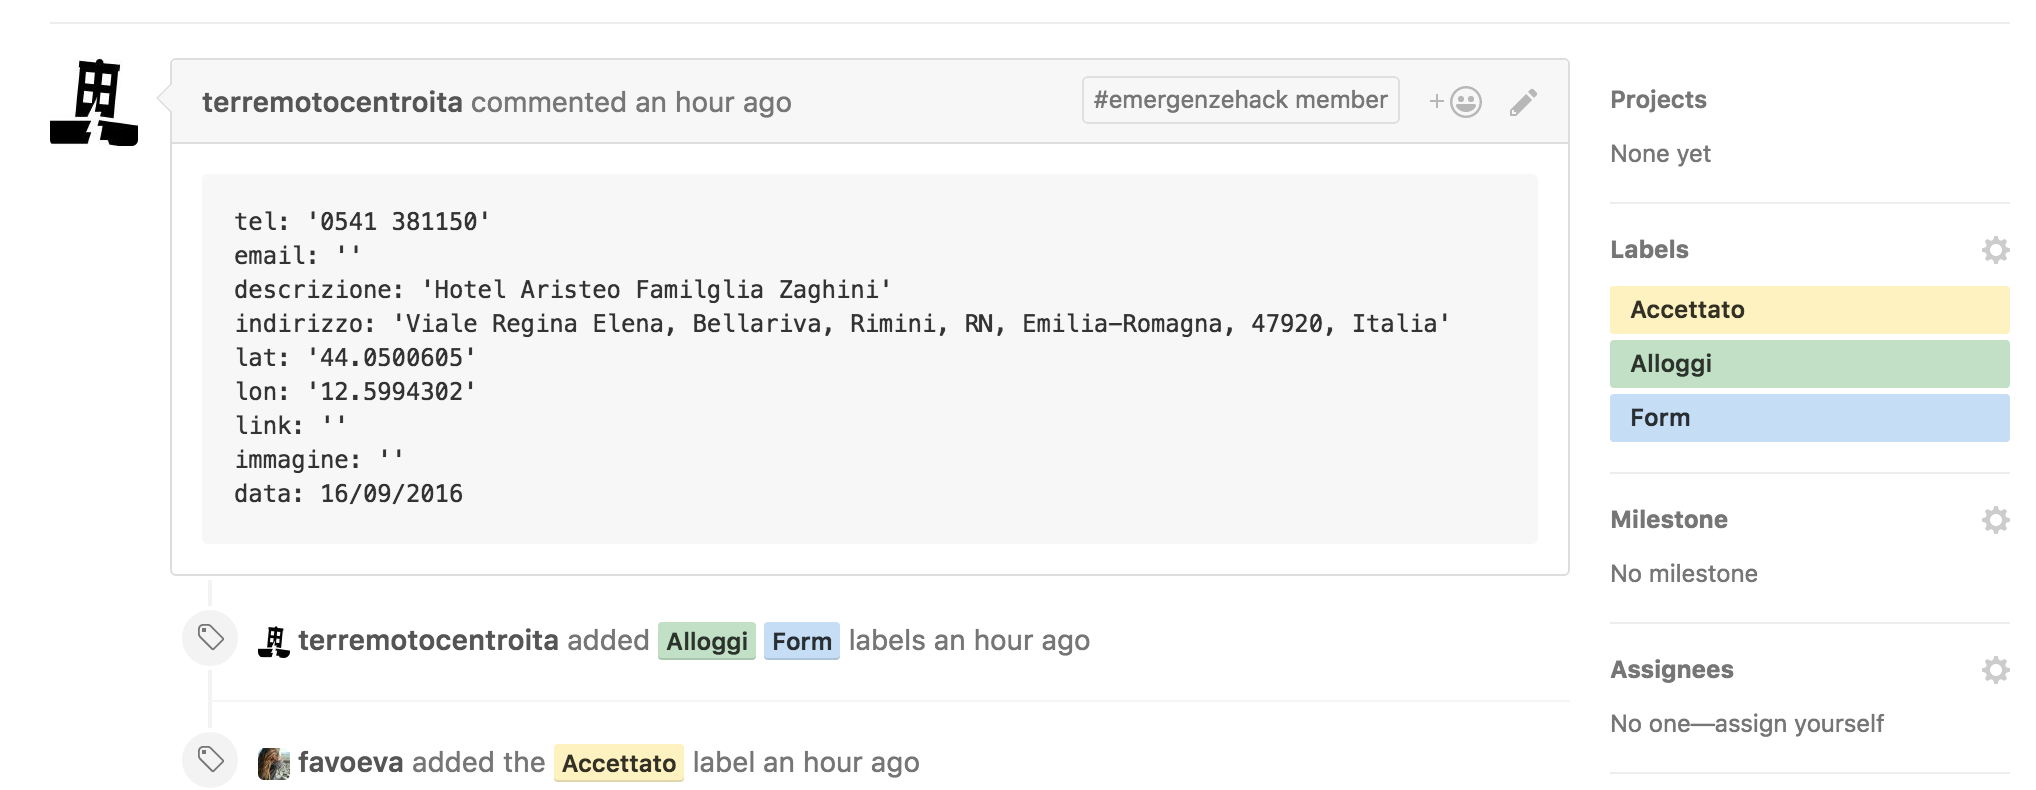 terremotocentroita commented an hour ago
#emergenzehack member
+
tel: '0541 381150'
email: ''
descrizione: 'Hotel Aristeo Familglia Zaghini'
indirizzo: 'Viale Regina Elena, Bellariva, Rimini, RN, Emilia-Romagna, 47920, Italia'
lat: '44.0500605'
lon: '12.5994302'
link: ''
immagine: ''
data: 16/09/2016
terremotocentroita added Alloggi Form labels an hour ago
favoeva added the Accettato label an hour ago
Projects
None yet
Labels
Accettato
Alloggi
Form
Milestone
No milestone
Assignees
No one—assign yourself